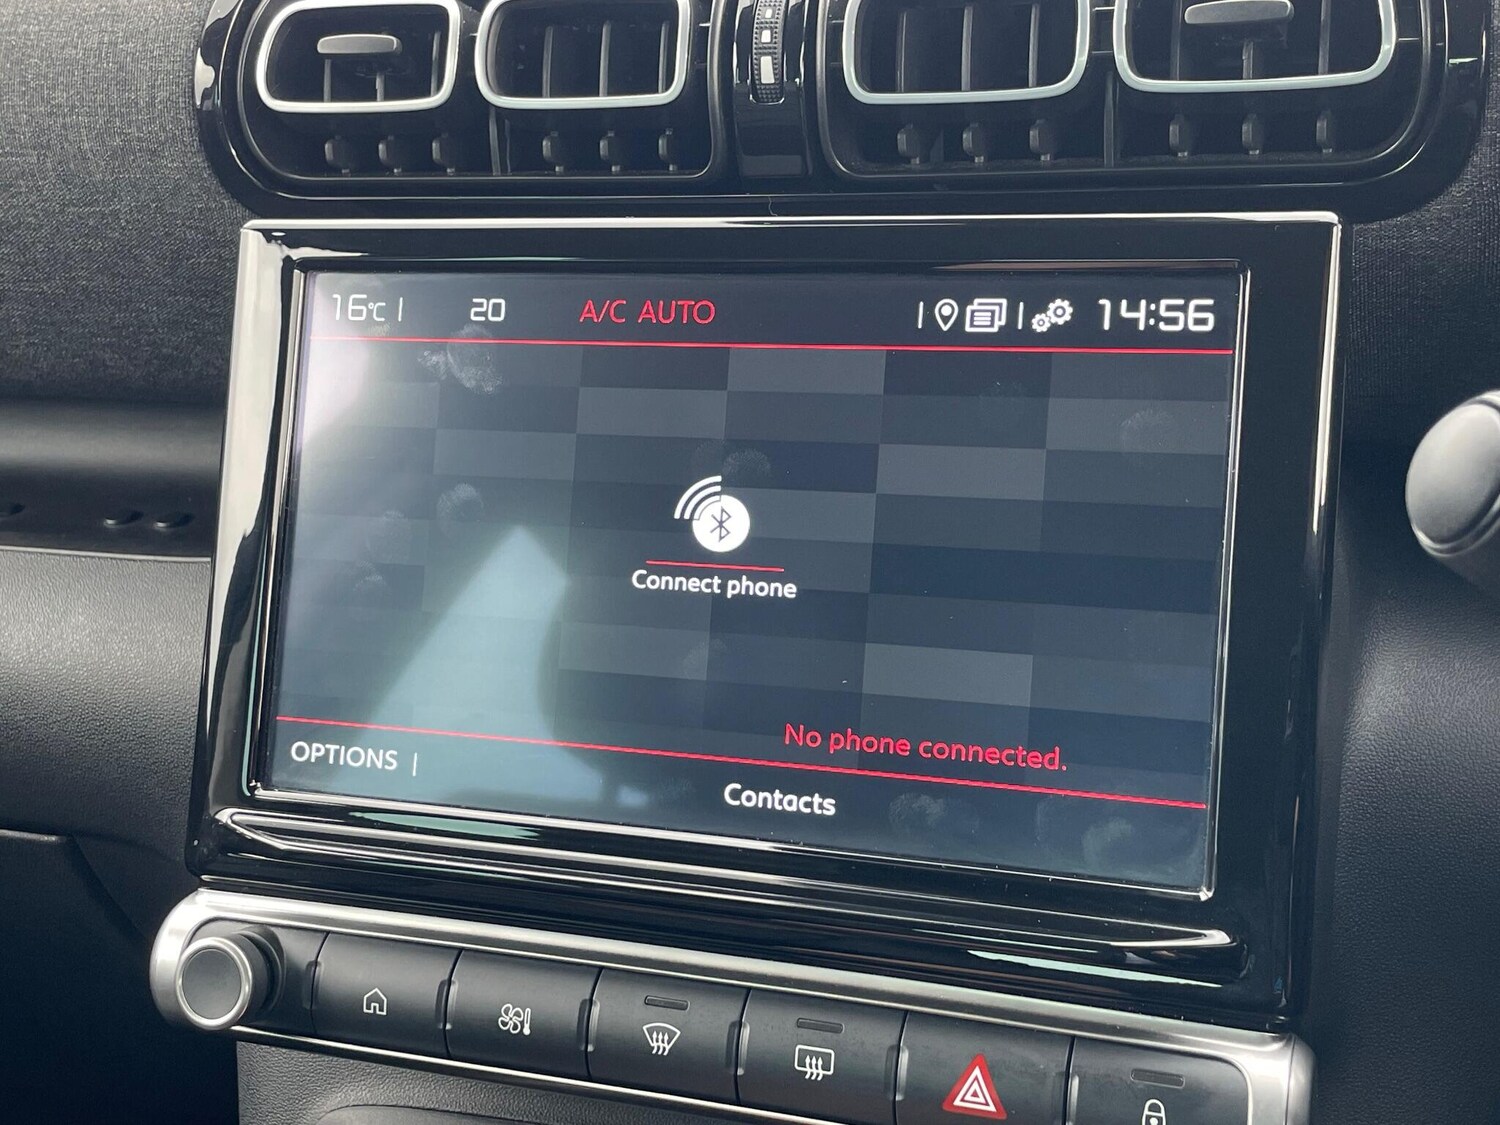 16°C 20 A/C AUTO 14:56
Connect phone
No phone connected.
OPTIONS
Contacts